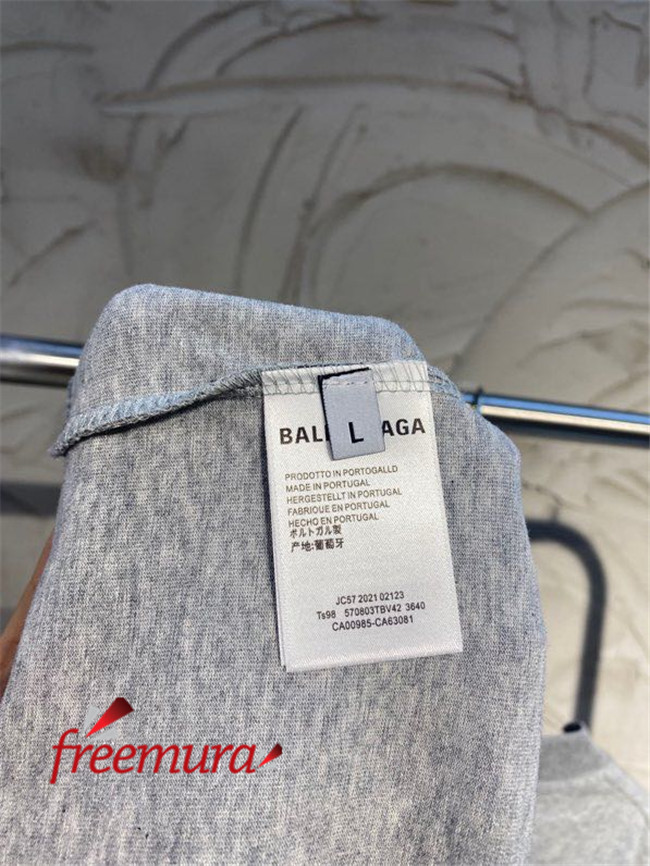 BAL AGA
L
PRODOTTO IN PORTOGALLD
MADE IN PORTUGAL
HERGESTELLT IN PORTUGAL
FABRIOUE EN PORTUGAL
HECHO EN PORTUGAL
ポルトガル製
产地:葡萄牙
JC57 2021 02123
Ts98 570803TBV42 3640
CA00985-CA63081
freemura